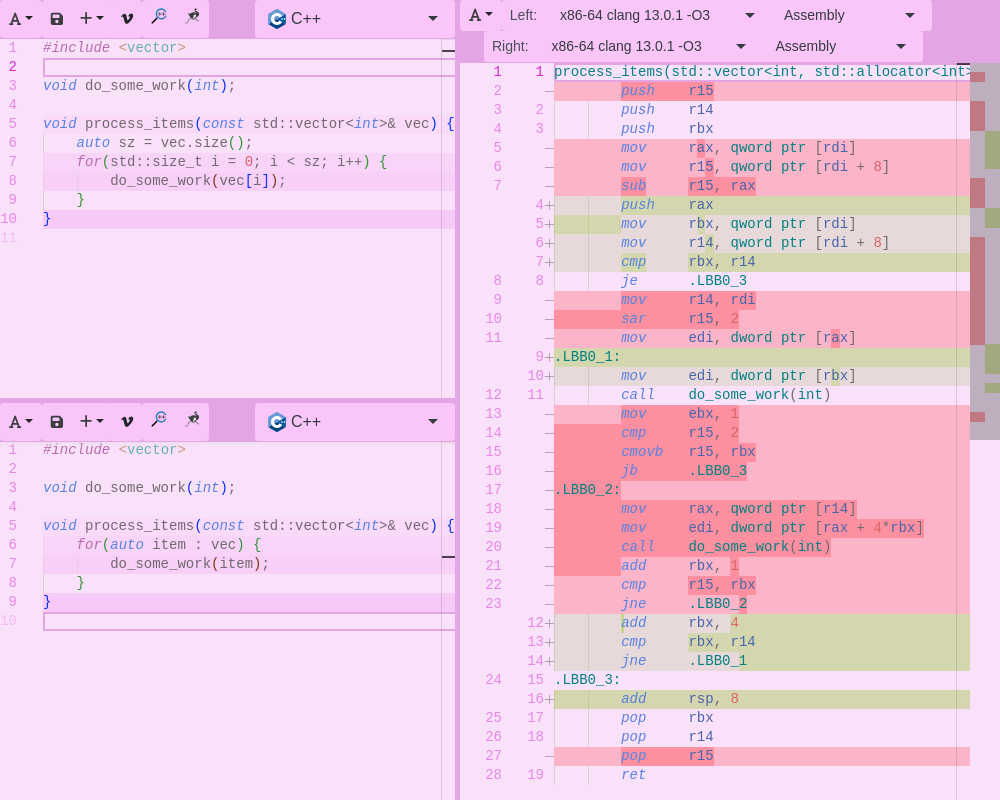 A C++
1 #include <vector>
2
3 void do_some_work(int);
4
5 void process_items(const std::vector<int>& vec) {
6 auto sz = vec.size();
7 for(std::size_t i = 0; i < sz; i++) {
8 do_some_work(vec[i]);
9 }
10 }
11
A C++
1 #include <vector>
2
3 void do_some_work(int);
4
5 void process_items(const std::vector<int>& vec) {
6 for(auto item : vec) {
7 do_some_work(item);
8 }
9 }
10
A Left: x86-64 clang 13.0.1 -O3 Assembly
Right: x86-64 clang 13.0.1 -O3 Assembly
1 1 process_items(std::vector<int, std::allocator<int>
2 — push r15
3 2 push r14
4 3 push rbx
5 — mov rax, qword ptr [rdi]
6 — mov r15, qword ptr [rdi + 8]
7 — sub r15, rax
4+ push rax
5+ mov rbx, qword ptr [rdi]
6+ mov r14, qword ptr [rdi + 8]
7+ cmp rbx, r14
8 8 je .LBB0_3
9 — mov r14, rdi
10 — sar r15, 2
11 — mov edi, dword ptr [rax]
9+ .LBB0_1:
10+ mov edi, dword ptr [rbx]
12 11 call do_some_work(int)
13 — mov ebx, 1
14 — cmp r15, 2
15 — cmovb r15, rbx
16 — jb .LBB0_3
17 — .LBB0_2:
18 — mov rax, qword ptr [r14]
19 — mov edi, dword ptr [rax + 4*rbx]
20 — call do_some_work(int)
21 — add rbx, 1
22 — cmp r15, rbx
23 — jne .LBB0_2
12+ add rbx, 4
13+ cmp rbx, r14
14+ jne .LBB0_1
24 15 .LBB0_3:
16+ add rsp, 8
25 17 pop rbx
26 18 pop r14
27 — pop r15
28 19 ret